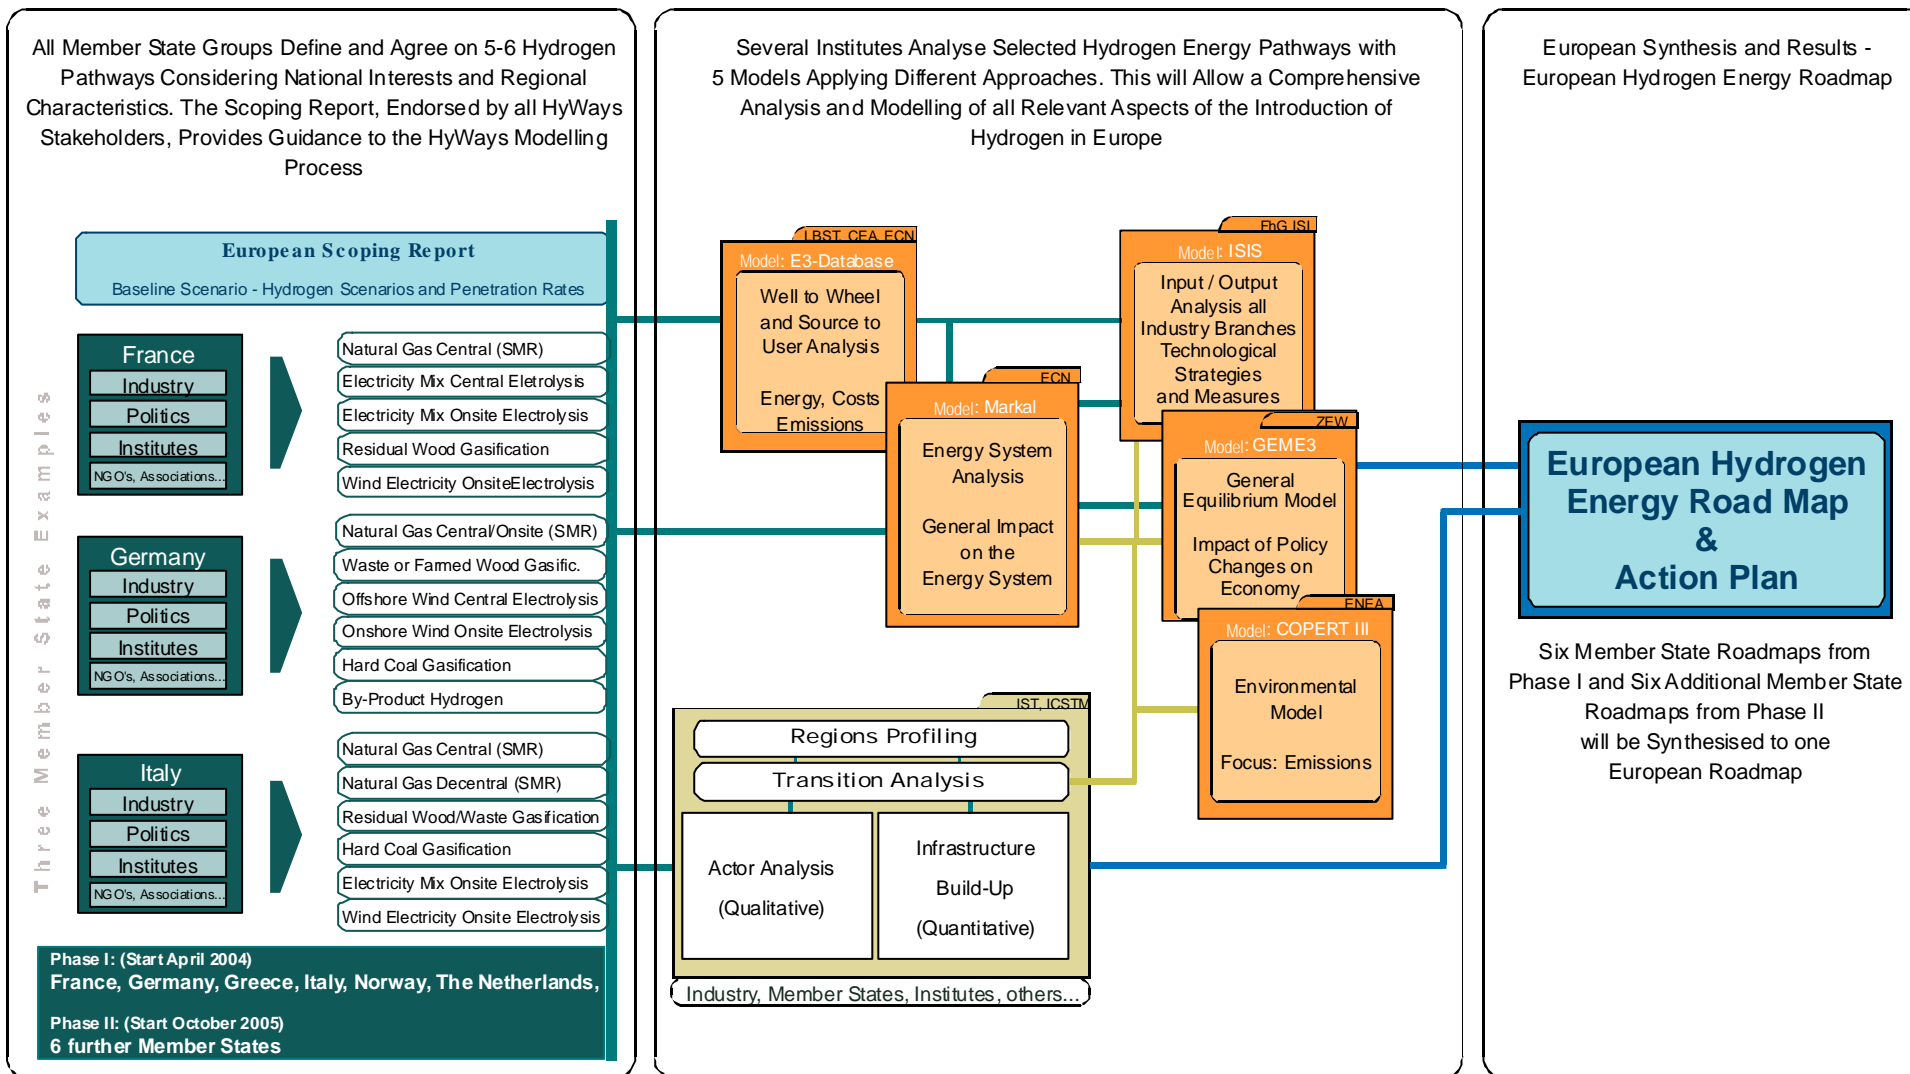 All Member State Groups Define and Agree on 5-6 Hydrogen
Pathways Considering National Interests and Regional
Characteristics. The Scoping Report, Endorsed by all HyWays
Stakeholders, Provides Guidance to the HyWays Modelling
Process
European Scoping Report
Baseline Scenario - Hydrogen Scenarios and Penetration Rates
Three Member State Examples
France
Industry
Politics
Institutes
NGO's, Associations...
Natural Gas Central (SMR)
Electricity Mix Central Eletrolysis
Electricity Mix Onsite Electrolysis
Residual Wood Gasification
Wind Electricity OnsiteElectrolysis
Germany
Industry
Politics
Institutes
NGO's, Associations...
Natural Gas Central/Onsite (SMR)
Waste or Farmed Wood Gasific.
Offshore Wind Central Electrolysis
Onshore Wind Onsite Electrolysis
Hard Coal Gasification
By-Product Hydrogen
Italy
Industry
Politics
Institutes
NGO's, Associations...
Natural Gas Central (SMR)
Natural Gas Decentral (SMR)
Residual Wood/Waste Gasification
Hard Coal Gasification
Electricity Mix Onsite Electrolysis
Wind Electricity Onsite Electrolysis
Phase I: (Start April 2004)
France, Germany, Greece, Italy, Norway, The Netherlands,
Phase II: (Start October 2005)
6 further Member States
Several Institutes Analyse Selected Hydrogen Energy Pathways with
5 Models Applying Different Approaches. This will Allow a Comprehensive
Analysis and Modelling of all Relevant Aspects of the Introduction of
Hydrogen in Europe
LBST, CEA, ECN
Model: E3-Database
Well to Wheel
and Source to
User Analysis
Energy, Costs
Emissions
FhG ISI
Model: ISIS
Input / Output
Analysis all
Industry Branches
Technological
Strategies
and Measures
ECN
Model: Markal
Energy System
Analysis
General Impact
on the
Energy System
ZEW
Model: GEME3
General
Equilibrium Model
Impact of Policy
Changes on
Economy
ENEA
Model: COPERT III
Environmental
Model
Focus: Emissions
IST, ICSTM
Regions Profiling
Transition Analysis
Actor Analysis
(Qualitative)
Infrastructure
Build-Up
(Quantitative)
Industry, Member States, Institutes, others...
European Synthesis and Results -
European Hydrogen Energy Roadmap
European Hydrogen
Energy Road Map
&
Action Plan
Six Member State Roadmaps from
Phase I and Six Additional Member State
Roadmaps from Phase II
will be Synthesised to one
European Roadmap